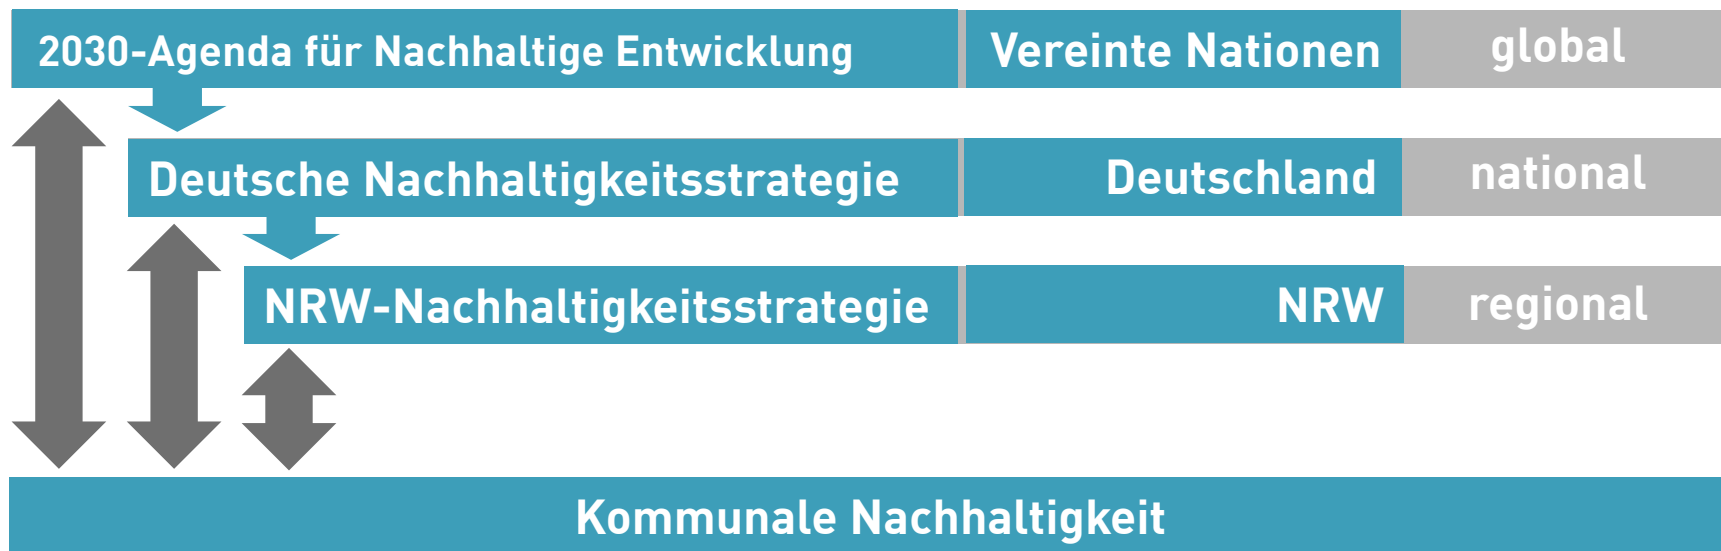 2030-Agenda für Nachhaltige Entwicklung Vereinte Nationen global
Deutsche Nachhaltigkeitsstrategie Deutschland national
NRW-Nachhaltigkeitsstrategie NRW regional
Kommunale Nachhaltigkeit